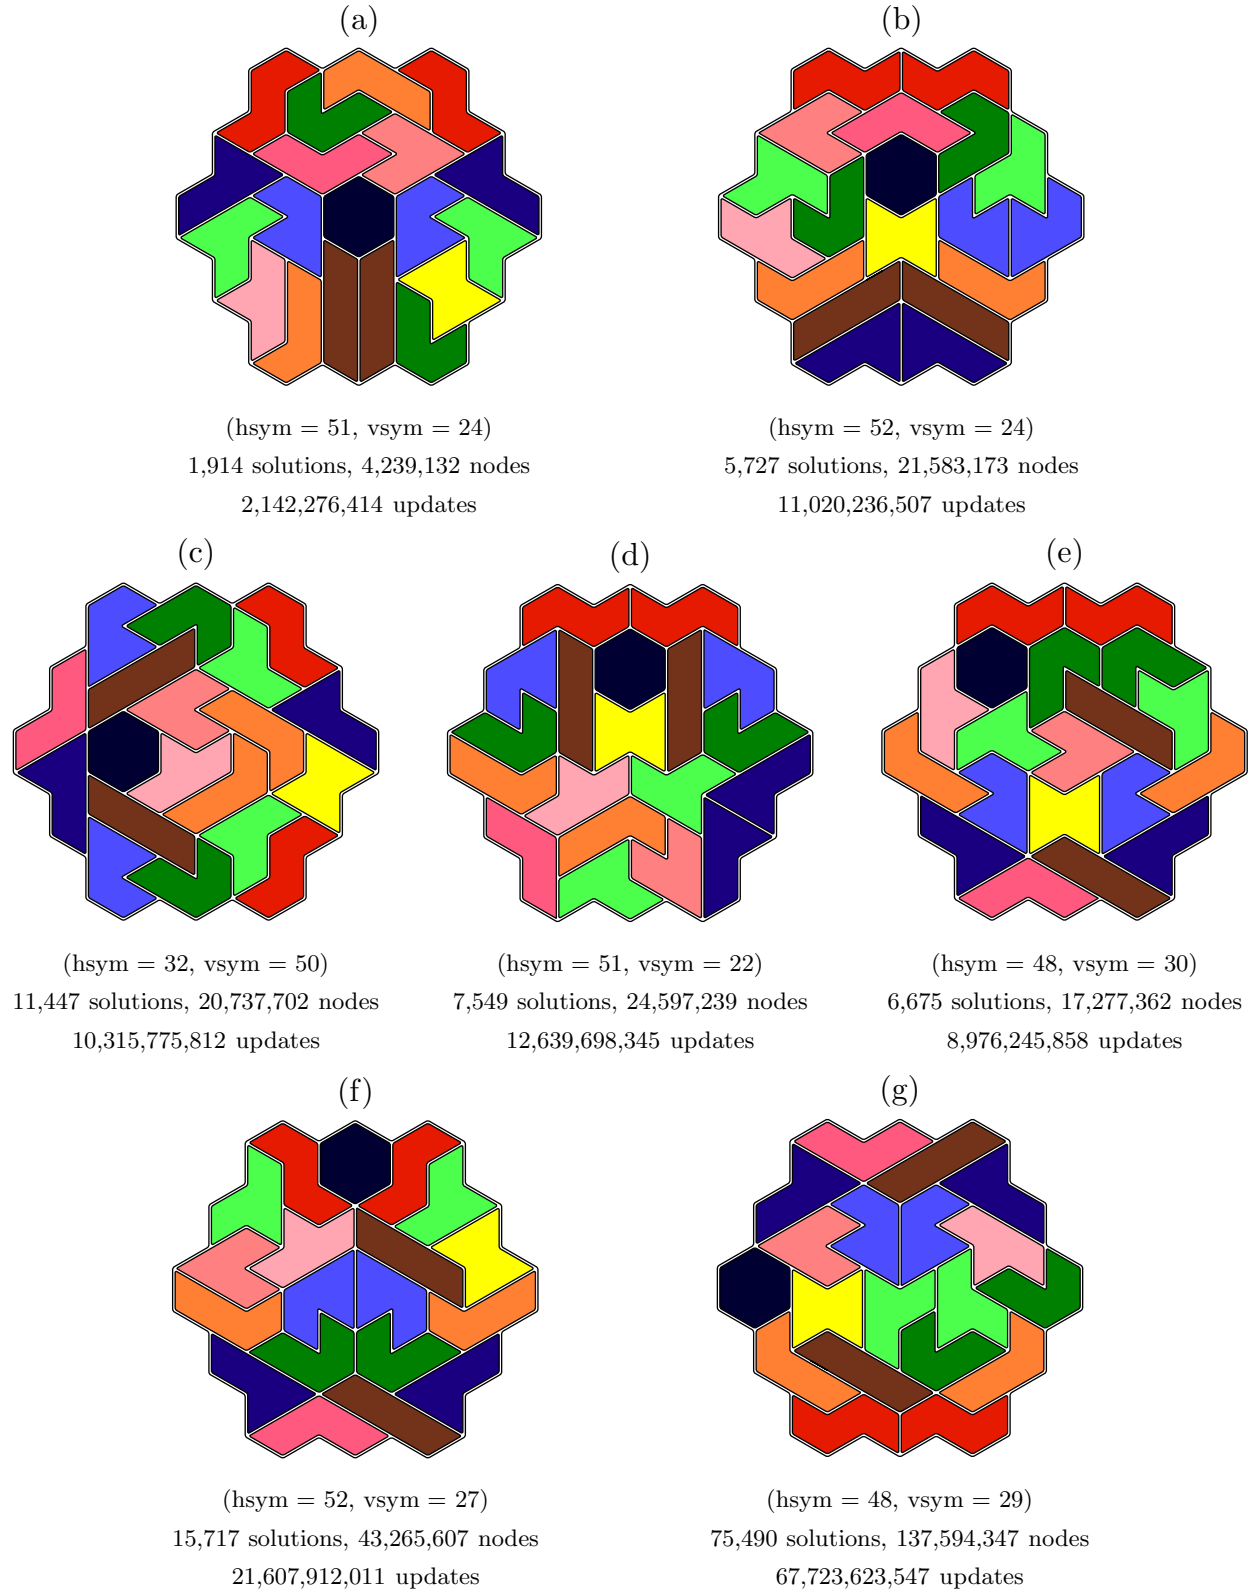 (a)
(b)
(hsym = 51, vsym = 24)
1,914 solutions, 4,239,132 nodes
2,142,276,414 updates
(hsym = 52, vsym = 24)
5,727 solutions, 21,583,173 nodes
11,020,236,507 updates
(c)
(d)
(e)
(hsym = 32, vsym = 50)
11,447 solutions, 20,737,702 nodes
10,315,775,812 updates
(hsym = 51, vsym = 22)
7,549 solutions, 24,597,239 nodes
12,639,698,345 updates
(hsym = 48, vsym = 30)
6,675 solutions, 17,277,362 nodes
8,976,245,858 updates
(f)
(g)
(hsym = 52, vsym = 27)
15,717 solutions, 43,265,607 nodes
21,607,912,011 updates
(hsym = 48, vsym = 29)
75,490 solutions, 137,594,347 nodes
67,723,623,547 updates